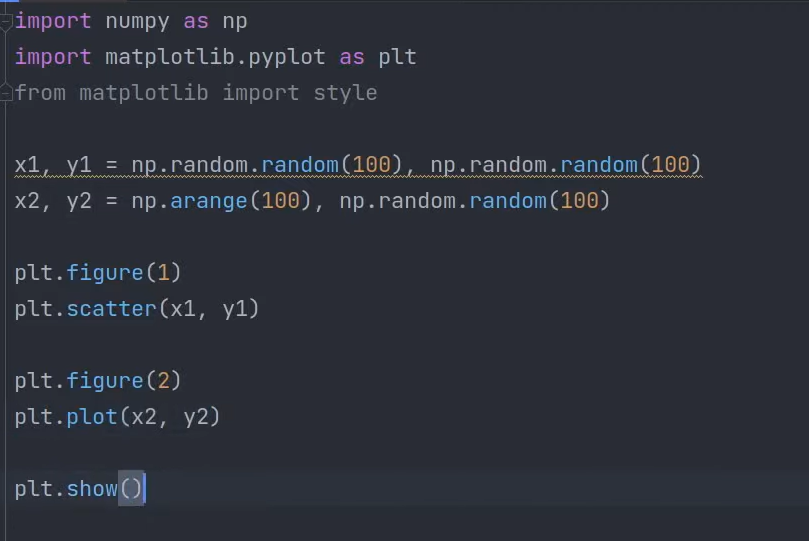 import numpy as np
import matplotlib.pyplot as plt
from matplotlib import style
x1, y1 = np.random.random(100), np.random.random(100)
x2, y2 = np.arange(100), np.random.random(100)
plt.figure(1)
plt.scatter(x1, y1)
plt.figure(2)
plt.plot(x2, y2)
plt.show()